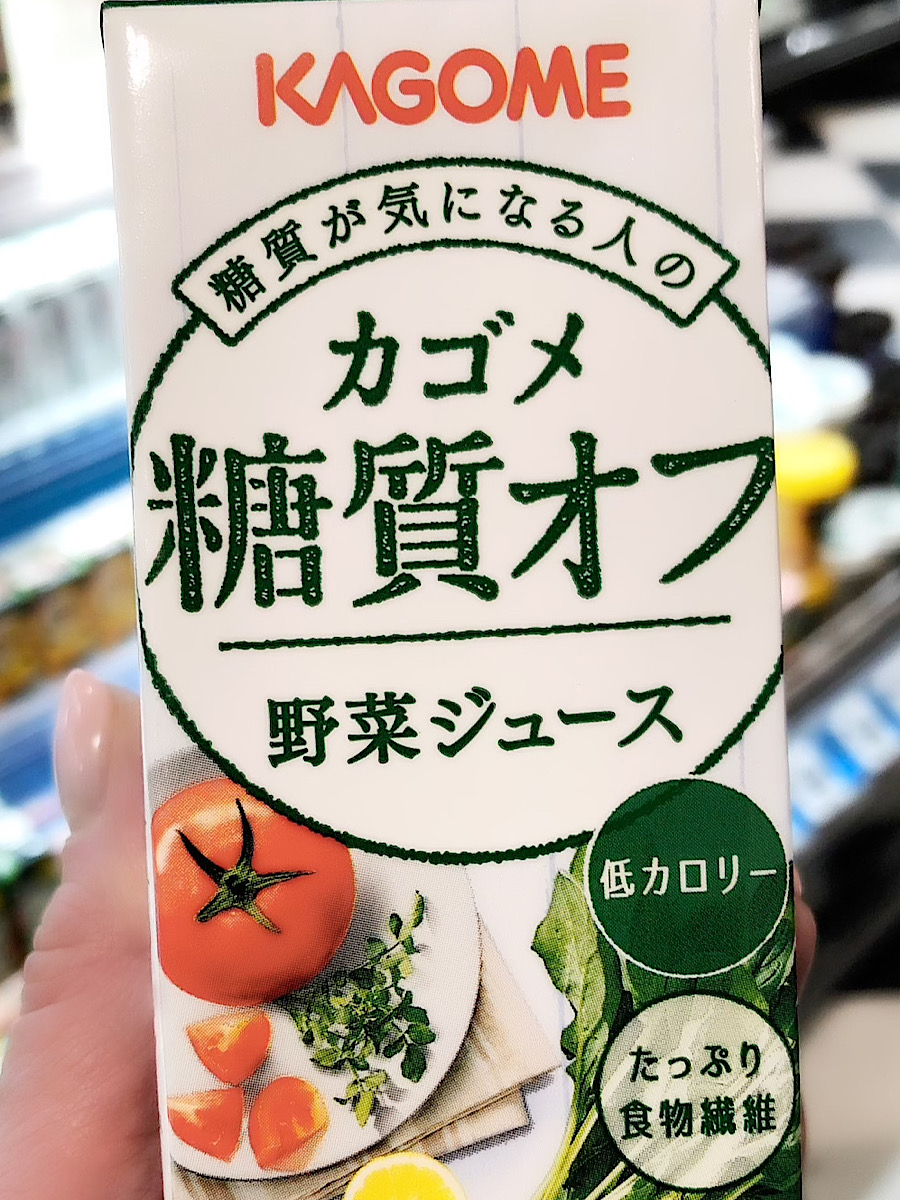 KAGOME
糖質が気になる人の
カゴメ
糖質オフ
野菜ジュース
低カロリー
たっぷり
食物繊維